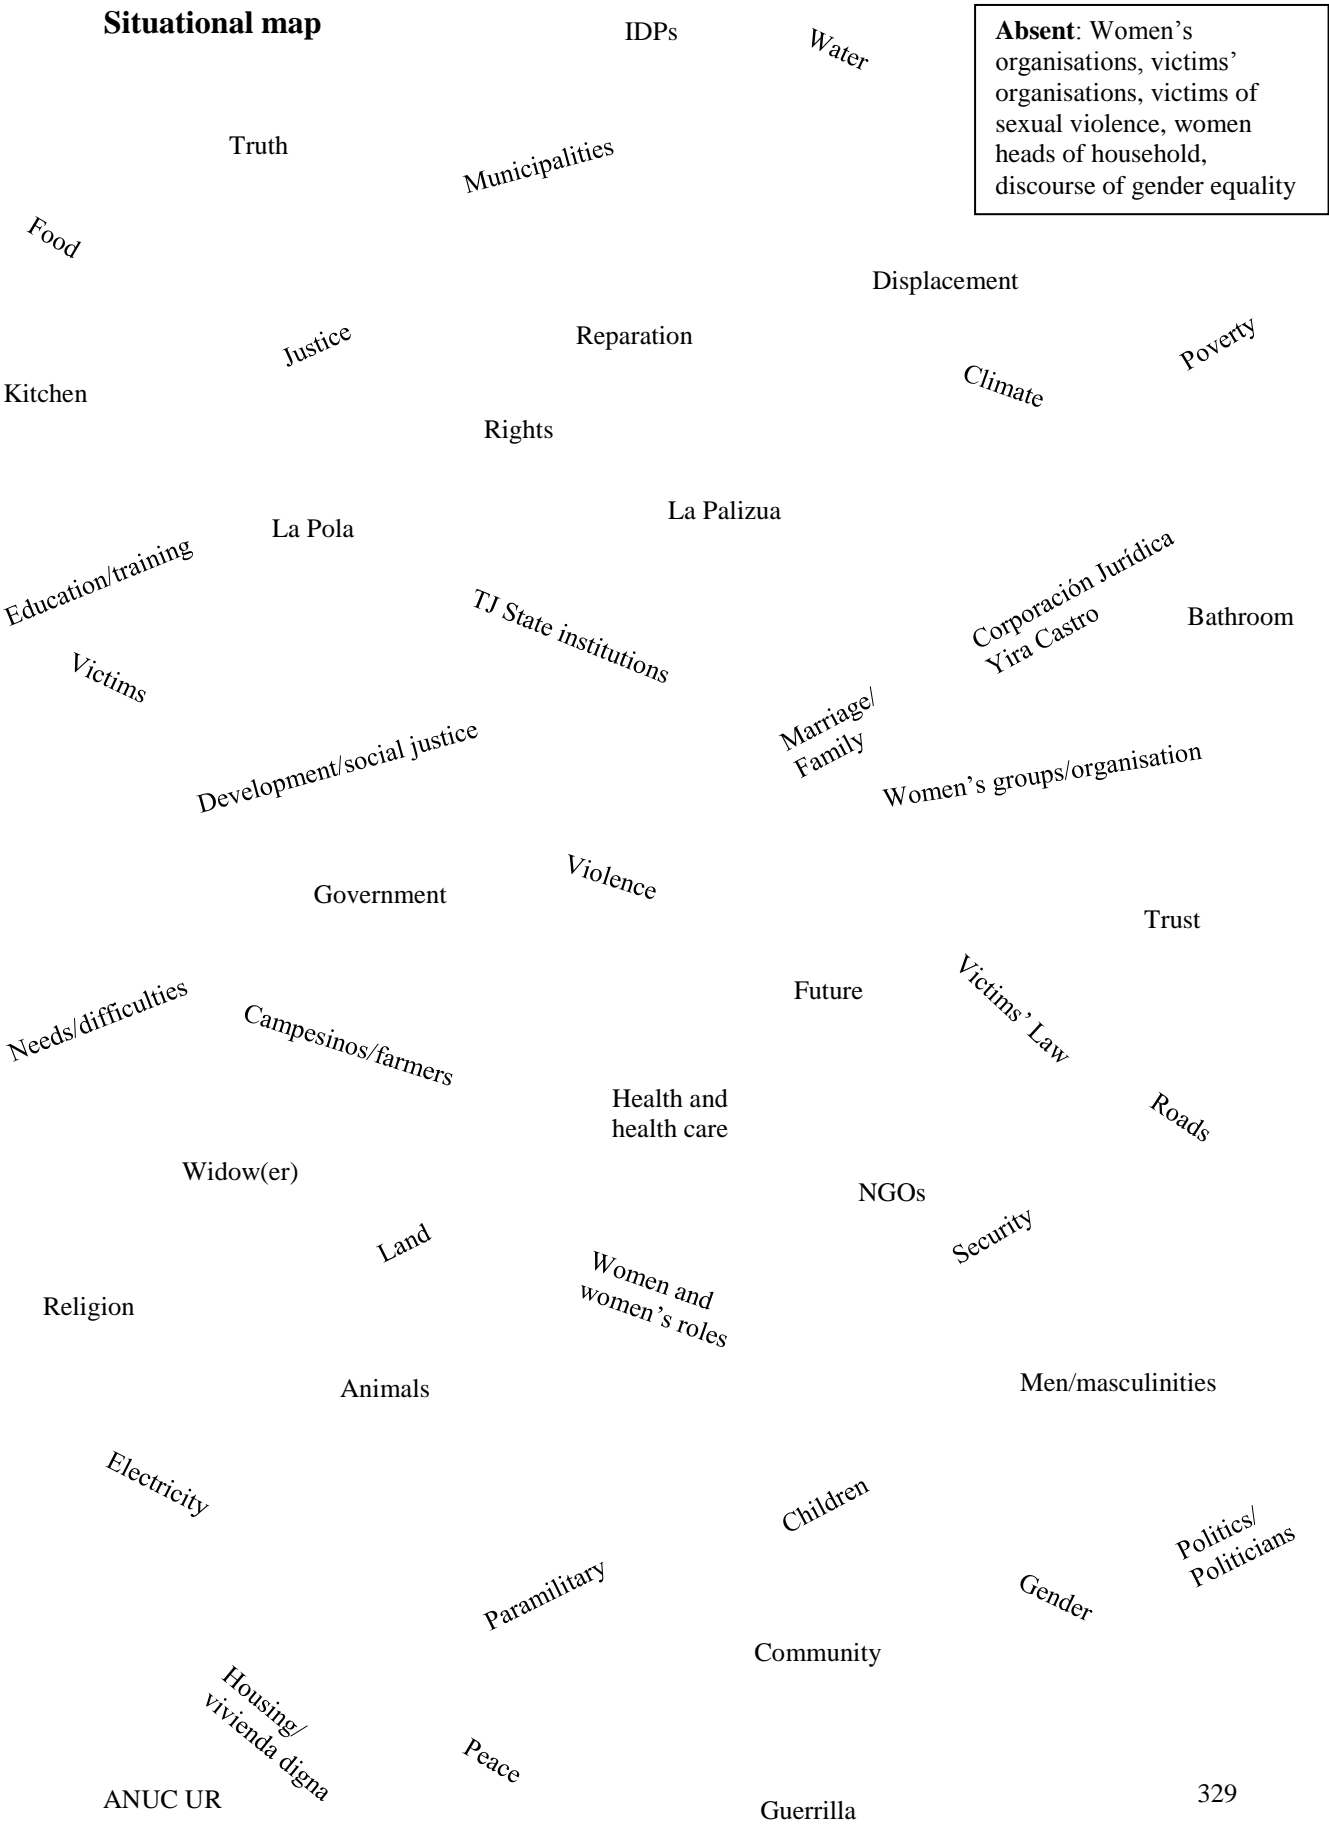 Situational map
IDPs
Water
Absent: Women's
organisations, victims'
organisations, victims of
sexual violence, women
heads of household,
discourse of gender equality
Truth
Municipalities
Food
Displacement
Justice
Reparation
Poverty
Kitchen
Climate
Rights
La Pola
La Palizua
Education/training
TJ State institutions
Corporación Jurídica
Yira Castro
Bathroom
Victims
Marriage/
Family
Development/social justice
Women's groups/organisation
Government
Violence
Trust
Needs/difficulties
Campesinos/farmers
Future
Victims' Law
Health and
health care
Roads
Widow(er)
NGOs
Land
Security
Women and
women's roles
Religion
Animals
Men/masculinities
Electricity
Children
Politics/
Politicians
Paramilitary
Gender
Community
Housing/
vivienda digna
Peace
ANUC UR
Guerrilla
329